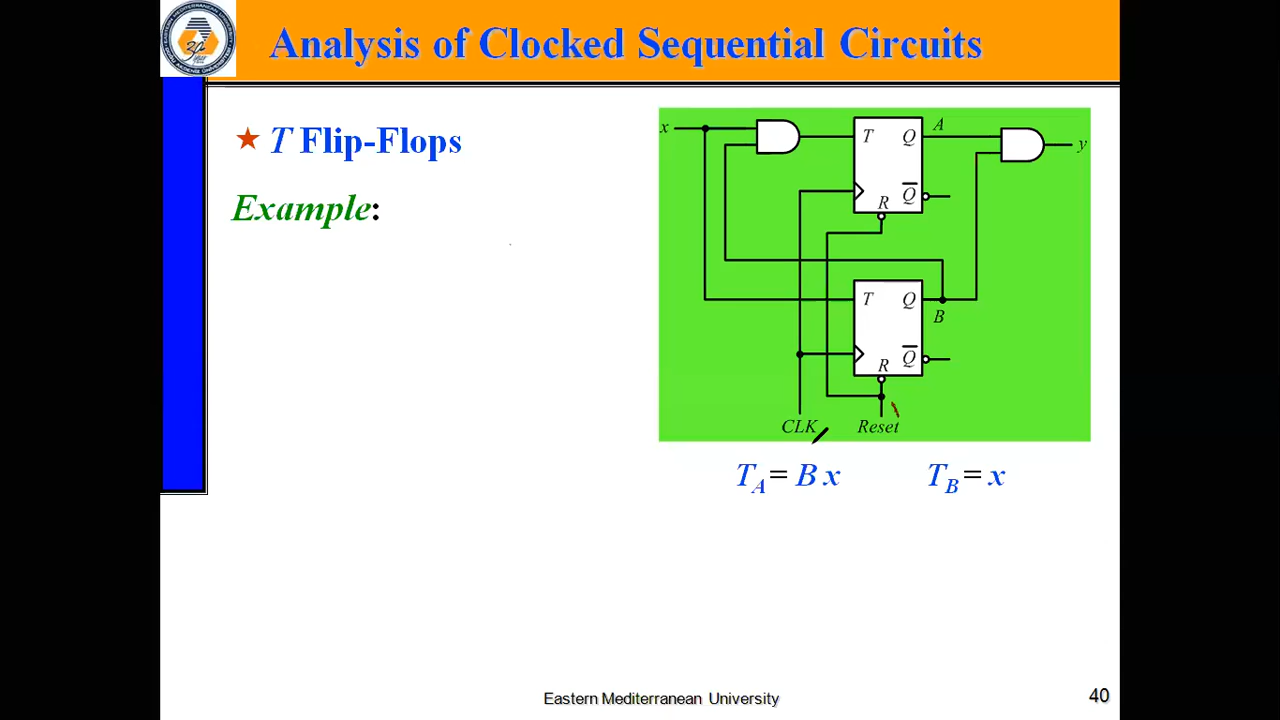 Analysis of Clocked Sequential Circuits
★ T Flip-Flops
Example:
x
T Q A
y
R Q̅
T Q
B
R Q̅
CLK Reset
T_A = B x T_B = x
Eastern Mediterranean University
40